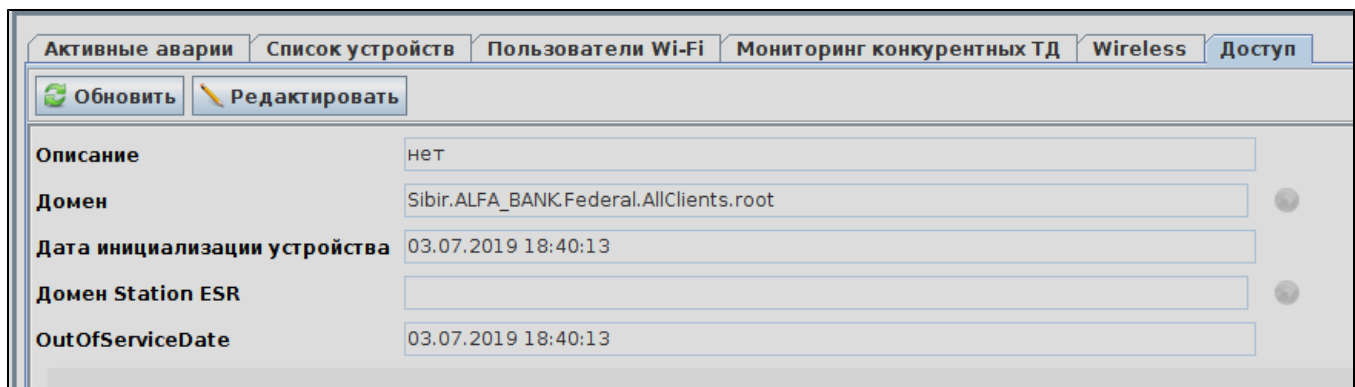 Активные аварии Список устройств Пользователи Wi-Fi Мониторинг конкурентных ТД Wireless Доступ
Обновить Редактировать
Описание нет
Домен Sibir.ALFA_BANK.Federal.AllClients.root
Дата инициализации устройства 03.07.2019 18:40:13
Домен Station ESR
OutOfServiceDate 03.07.2019 18:40:13